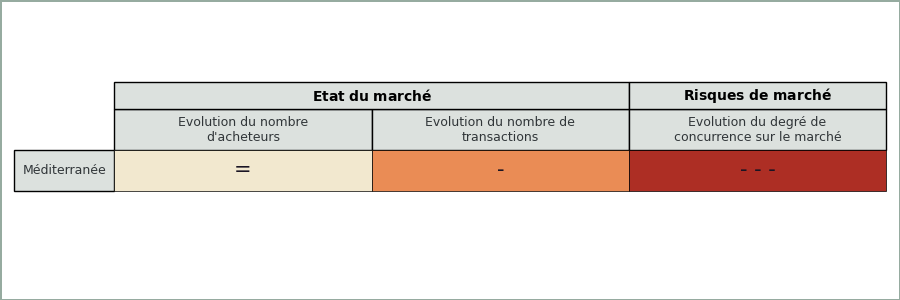 Etat du marché
Risques de marché
Evolution du nombre
d'acheteurs
Evolution du nombre de
transactions
Evolution du degré de
concurrence sur le marché
Méditerranée
=
-
- - -